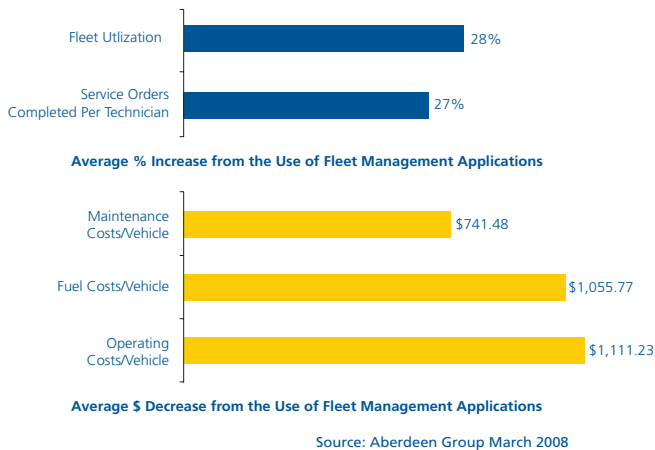 Fleet Utlization
28%
Service Orders
Completed Per Technician
27%
Average % Increase from the Use of Fleet Management Applications
Maintenance
Costs/Vehicle
$741.48
Fuel Costs/Vehicle
$1,055.77
Operating
Costs/Vehicle
$1,111.23
Average $ Decrease from the Use of Fleet Management Applications
Source: Aberdeen Group March 2008